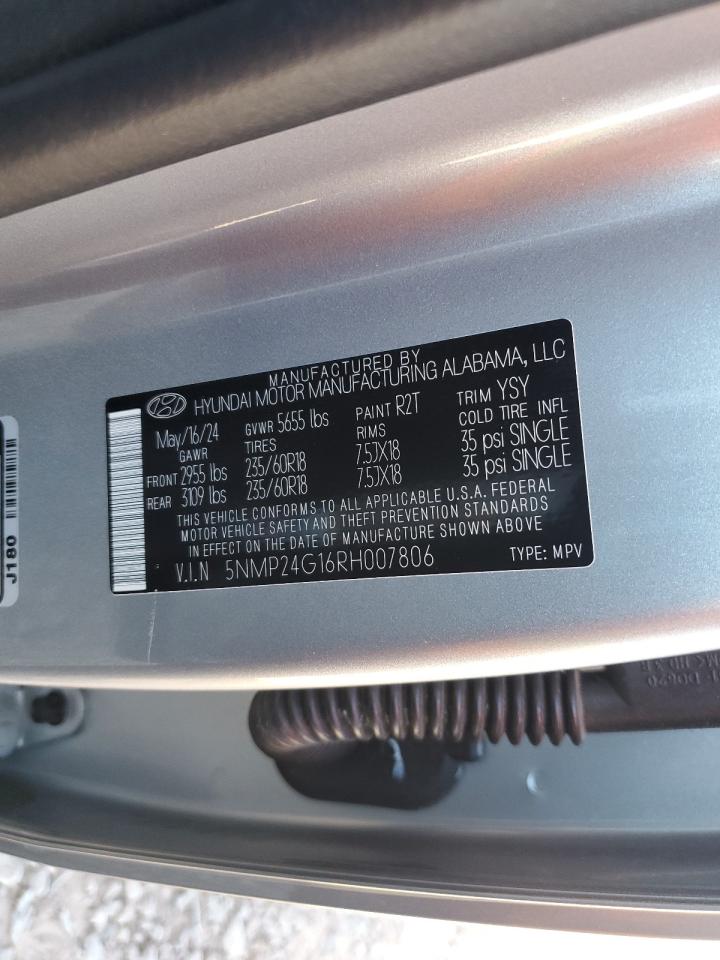 MANUFACTURED BY
HYUNDAI MOTOR MANUFACTURING ALABAMA, LLC
May/16/24 GVWR 5655 lbs PAINT R2T TRIM YSY
GAWR TIRES RIMS COLD TIRE INFL
FRONT 2955 lbs 235/60R18 7.5JX18 35 psi SINGLE
REAR 3109 lbs 235/60R18 7.5JX18 35 psi SINGLE
THIS VEHICLE CONFORMS TO ALL APPLICABLE U.S.A. FEDERAL
MOTOR VEHICLE SAFETY AND THEFT PREVENTION STANDARDS
IN EFFECT ON THE DATE OF MANUFACTURE SHOWN ABOVE
V.I.N 5NMP24G16RH007806 TYPE: MPV
J180